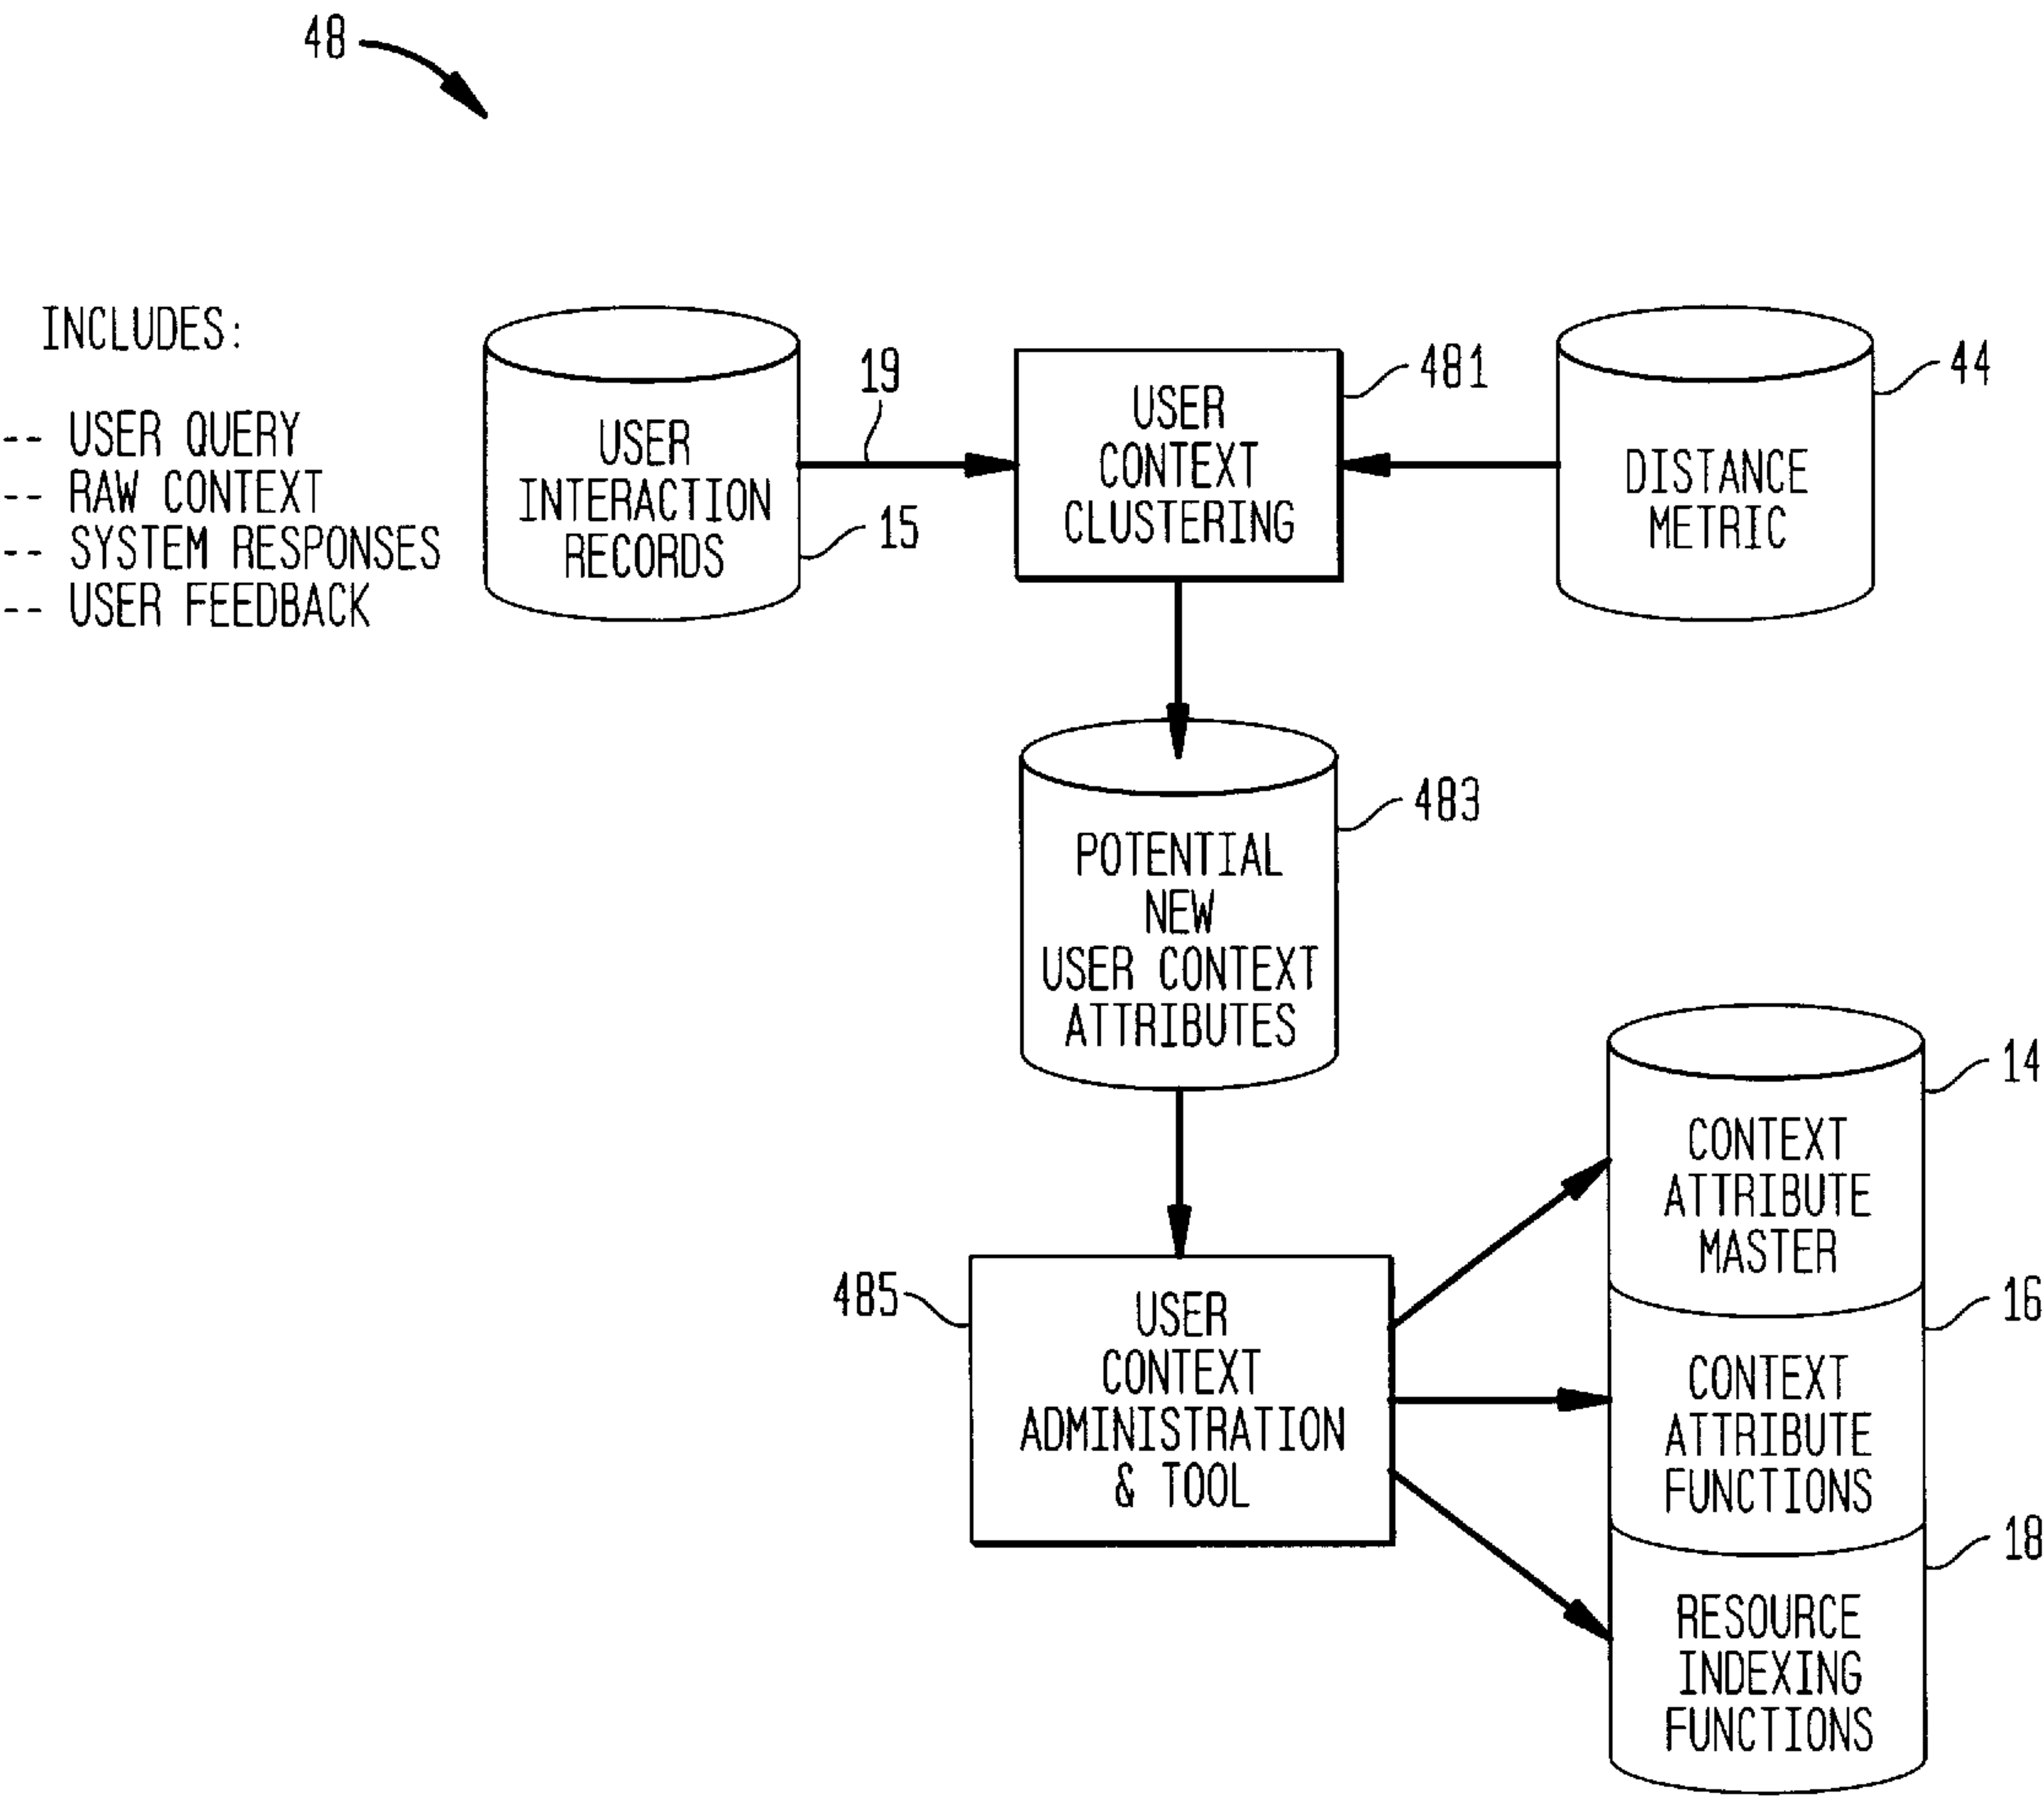 48
INCLUDES:
-- USER QUERY
-- RAW CONTEXT
-- SYSTEM RESPONSES
-- USER FEEDBACK
USER
INTERACTION
RECORDS
15
19
USER
CONTEXT
CLUSTERING
481
DISTANCE
METRIC
44
POTENTIAL
NEW
USER CONTEXT
ATTRIBUTES
483
485
USER
CONTEXT
ADMINISTRATION
& TOOL
CONTEXT
ATTRIBUTE
MASTER
14
CONTEXT
ATTRIBUTE
FUNCTIONS
16
RESOURCE
INDEXING
FUNCTIONS
18